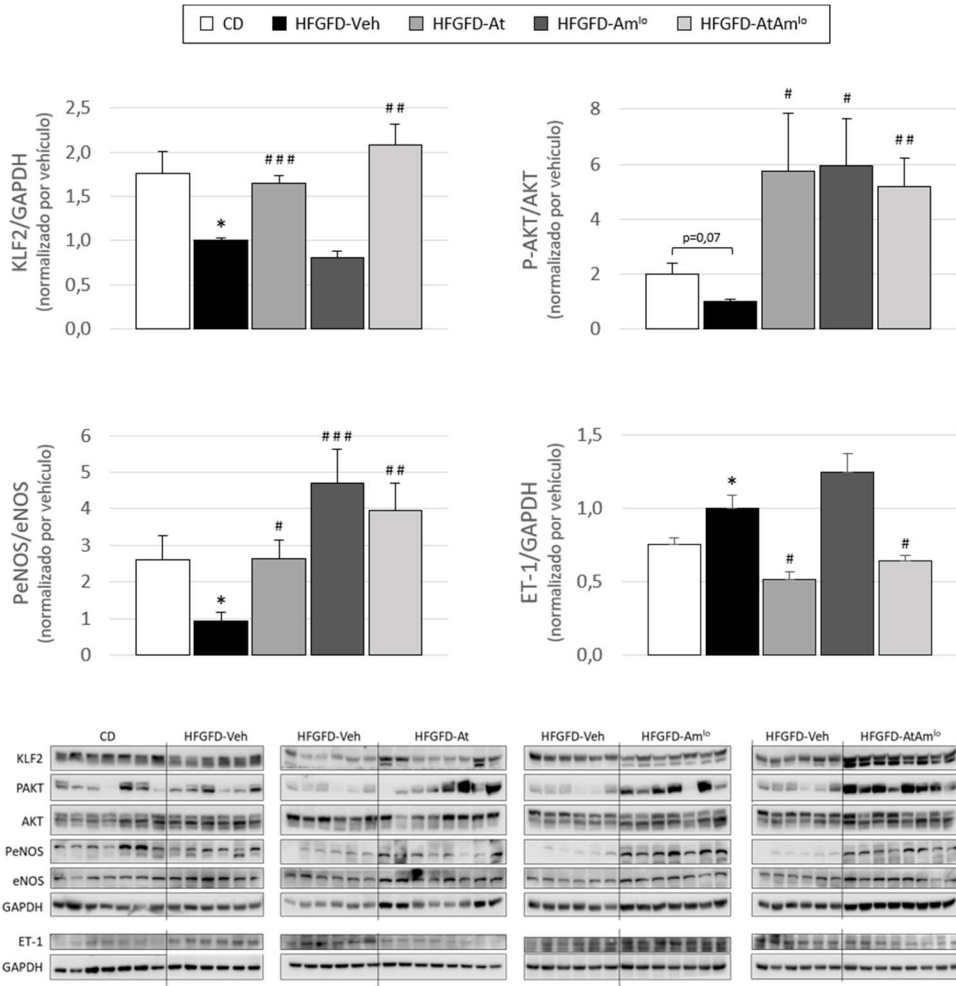 CD HFGFD-Veh HFGFD-At HFGFD-Amˡᵒ HFGFD-AtAmˡᵒ
KLF2/GAPDH
(normalizado por vehículo)
2,5
2,0
1,5
1,0
0,5
0,0
*
# # #
# #
P-AKT/AKT
(normalizado por vehículo)
8
6
4
2
0
p=0,07
#
#
# #
PeNOS/eNOS
(normalizado por vehículo)
6
5
4
3
2
1
0
*
#
# # #
# #
ET-1/GAPDH
(normalizado por vehículo)
1,5
1,0
0,5
0,0
*
#
#
CD HFGFD-Veh HFGFD-Veh HFGFD-At HFGFD-Veh HFGFD-Amˡᵒ HFGFD-Veh HFGFD-AtAmˡᵒ
KLF2
PAKT
AKT
PeNOS
eNOS
GAPDH
ET-1
GAPDH